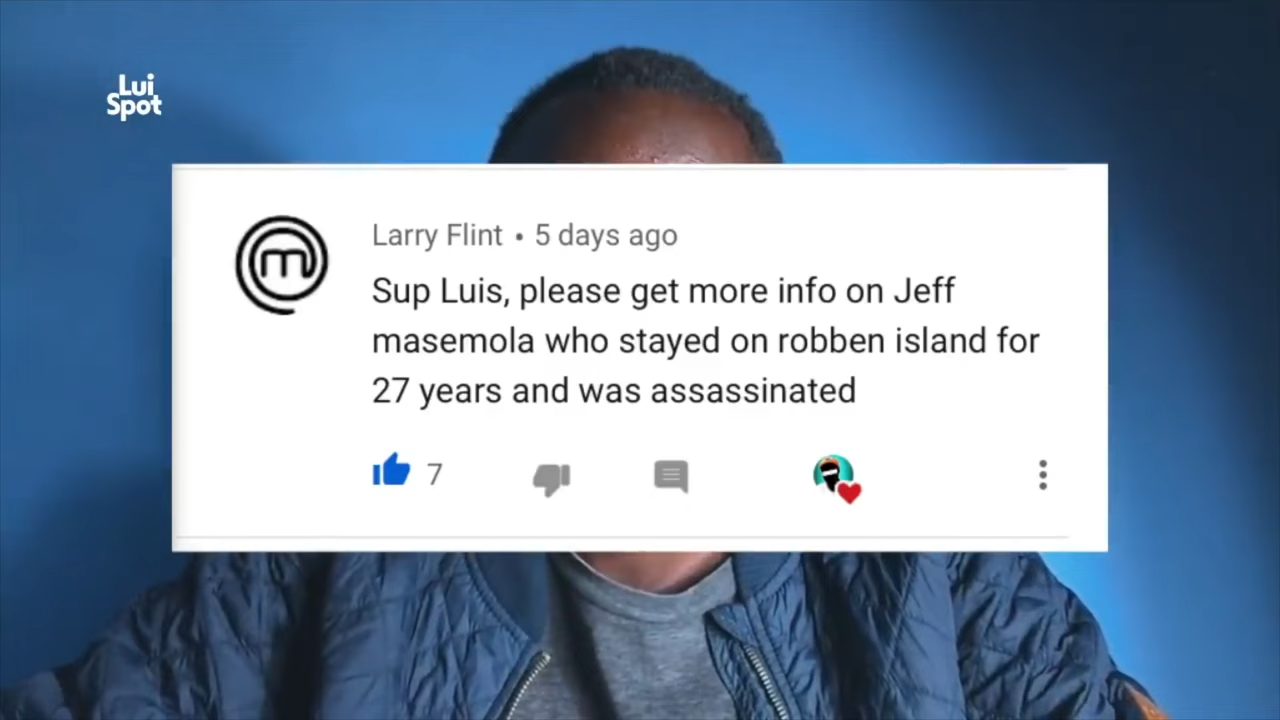 Lui
Spot
Larry Flint • 5 days ago
Sup Luis, please get more info on Jeff
masemola who stayed on robben island for
27 years and was assassinated
7